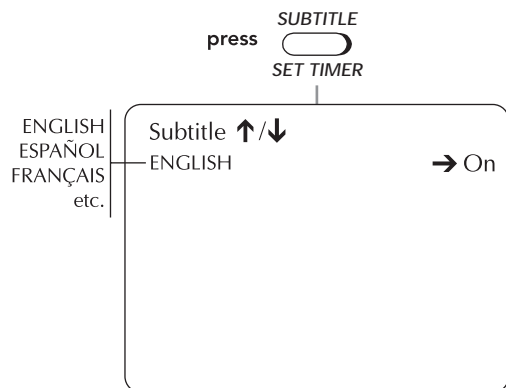 SUBTITLE
press
SET TIMER
ENGLISH
ESPAÑOL
FRANÇAIS
etc.
Subtitle ↑/↓
ENGLISH → On